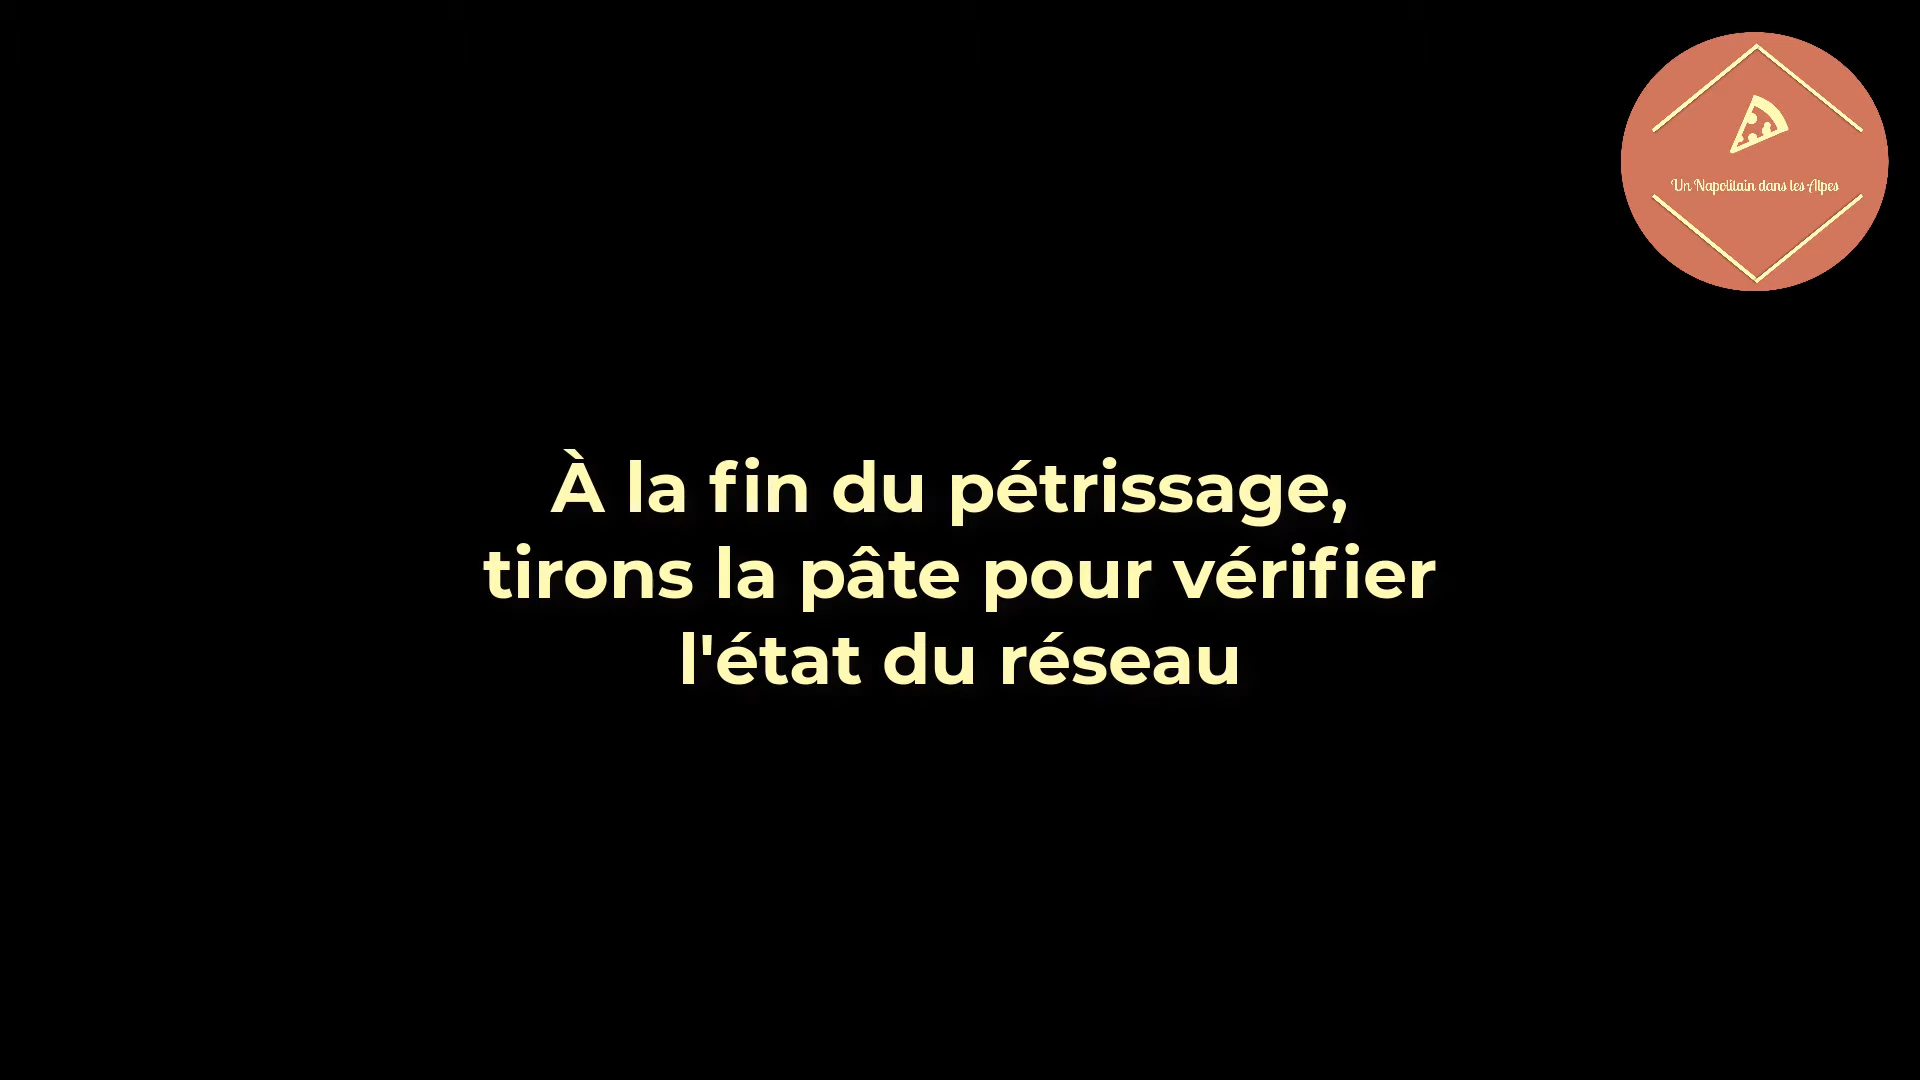 Un Napolitain dans les Alpes
À la fin du pétrissage,
tirons la pâte pour vérifier
l'état du réseau